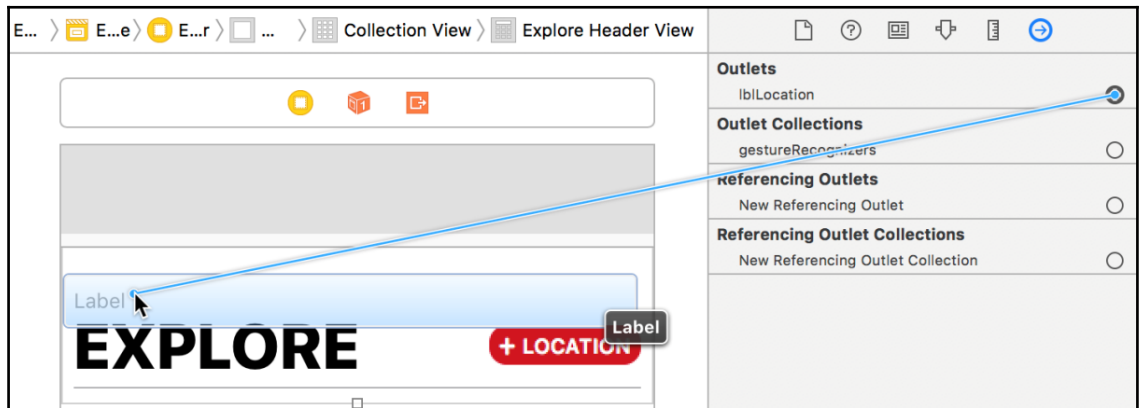 E... E...e E...r ... Collection View Explore Header View
Outlets
lblLocation
Outlet Collections
gestureRecognizers
Referencing Outlets
New Referencing Outlet
Referencing Outlet Collections
New Referencing Outlet Collection
Label
Label
EXPLORE
+ LOCATION